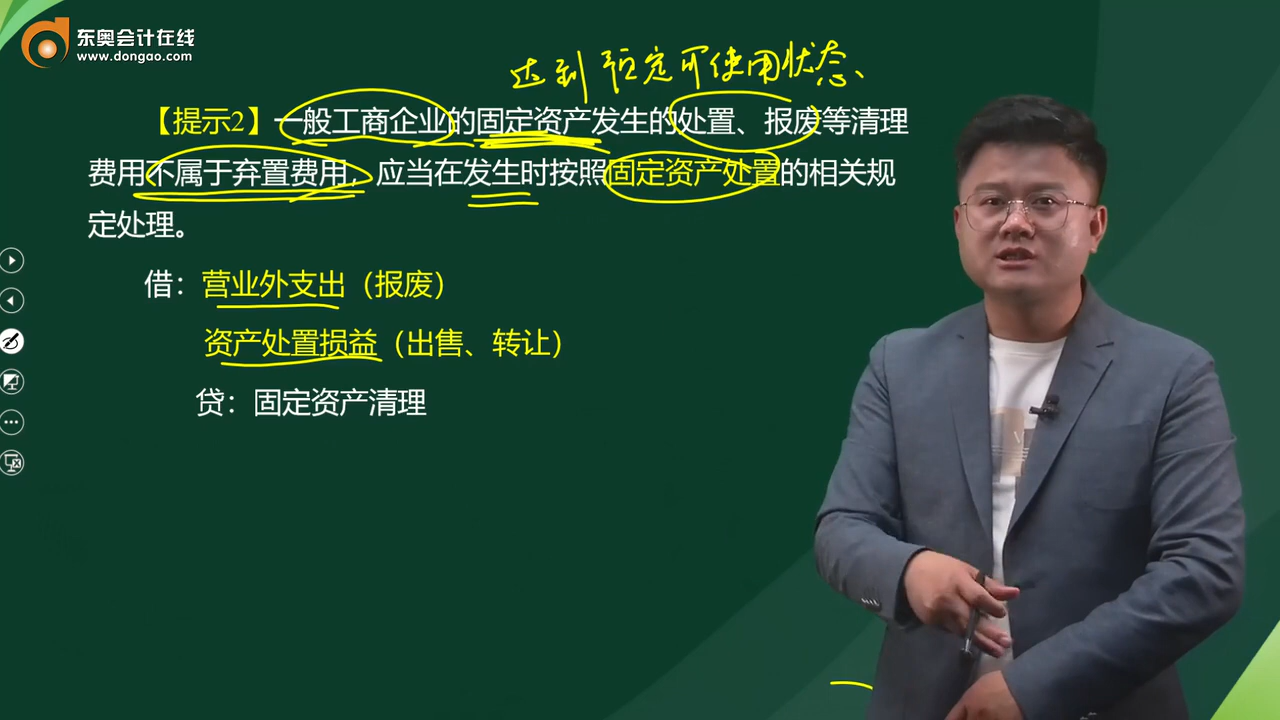 东奥会计在线
www.dongao.com
达到预定可使用状态、
【提示2】一般工商企业的固定资产发生的处置、报废等清理
费用不属于弃置费用，应当在发生时按照固定资产处置的相关规
定处理。
借：营业外支出（报废）
资产处置损益（出售、转让）
贷：固定资产清理